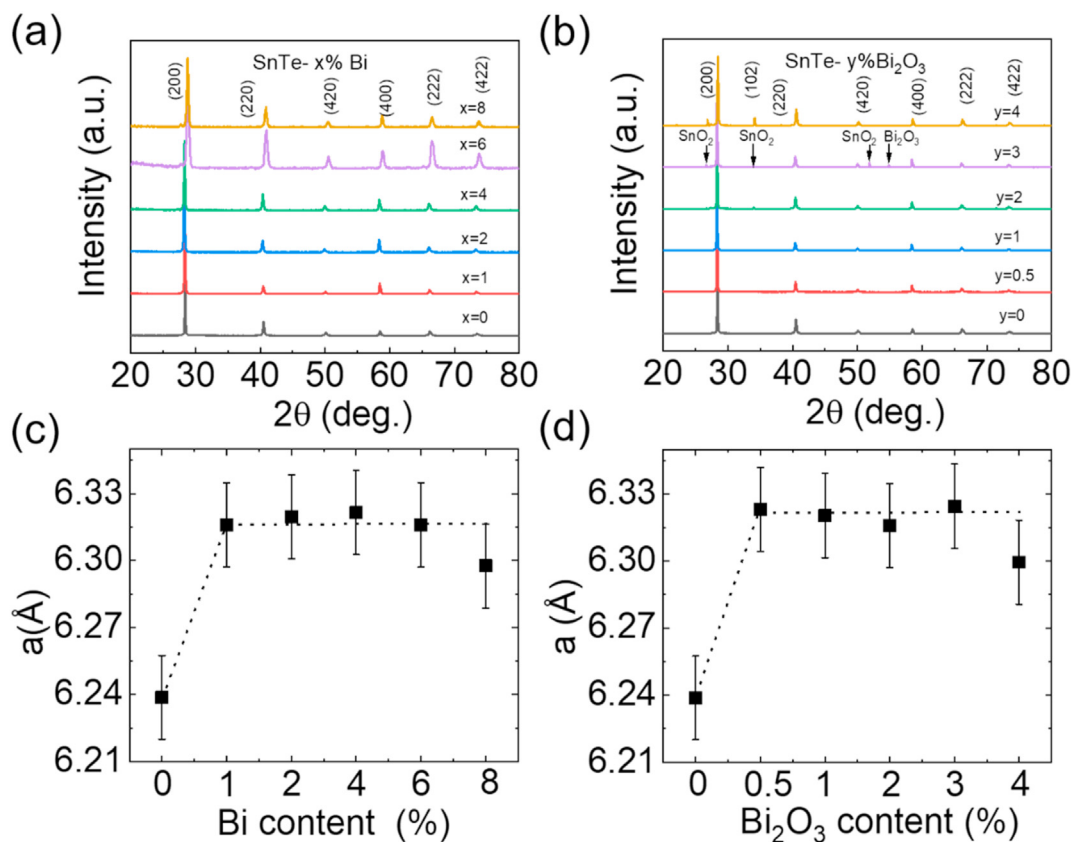 (a)
SnTe- x% Bi
(200)
(220)
(420)
(400)
(222)
(422)
x=8
x=6
x=4
x=2
x=1
x=0
Intensity (a.u.)
20 30 40 50 60 70 80
2θ (deg.)
(b)
SnTe- y%Bi₂O₃
(200)
(102)
(220)
(420)
(400)
(222)
(422)
y=4
SnO₂ SnO₂ SnO₂ Bi₂O₃
y=3
y=2
y=1
y=0.5
y=0
Intensity (a.u.)
20 30 40 50 60 70 80
2θ (deg.)
(c)
6.33
6.30
6.27
6.24
6.21
a(Å)
0 1 2 4 6 8
Bi content (%)
(d)
6.33
6.30
6.27
6.24
6.21
a (Å)
0 0.5 1 2 3 4
Bi₂O₃ content (%)